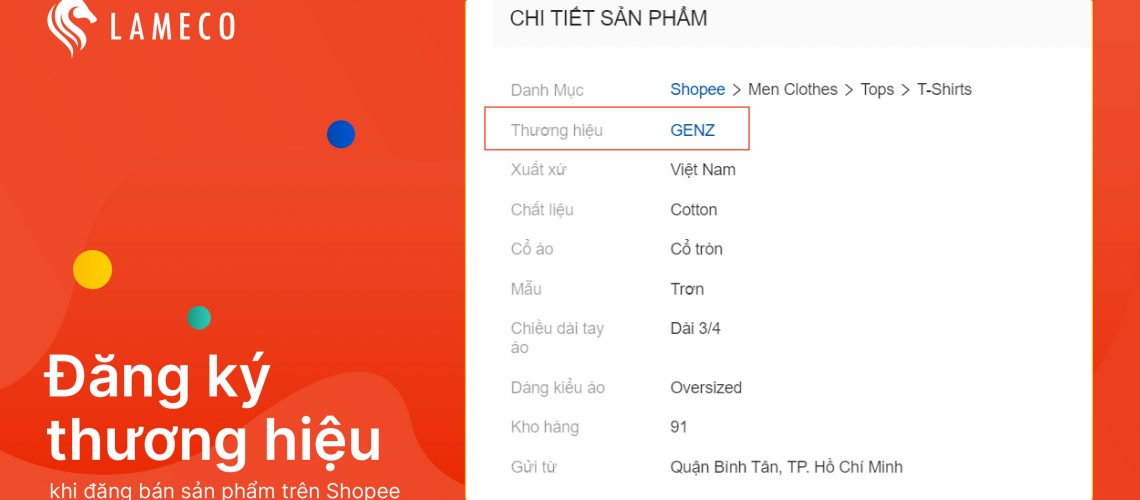 LAMECO
Đăng ký
thương hiệu
khi đăng bán sản phẩm trên Shopee
CHI TIẾT SẢN PHẨM
Danh Mục Shopee > Men Clothes > Tops > T-Shirts
Thương hiệu GENZ
Xuất xứ Việt Nam
Chất liệu Cotton
Cổ áo Cổ tròn
Mẫu Trơn
Chiều dài tay Dài 3/4
áo
Dáng kiểu áo Oversized
Kho hàng 91
Gửi từ Quận Bình Tân, TP. Hồ Chí Minh